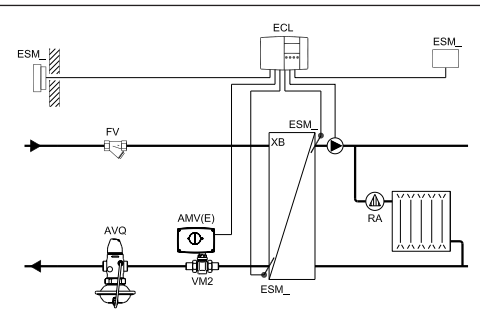 ECL
ESM_
ESM_
FV
ESM_
XB
AMV(E)
RA
AVQ
VM2
ESM_